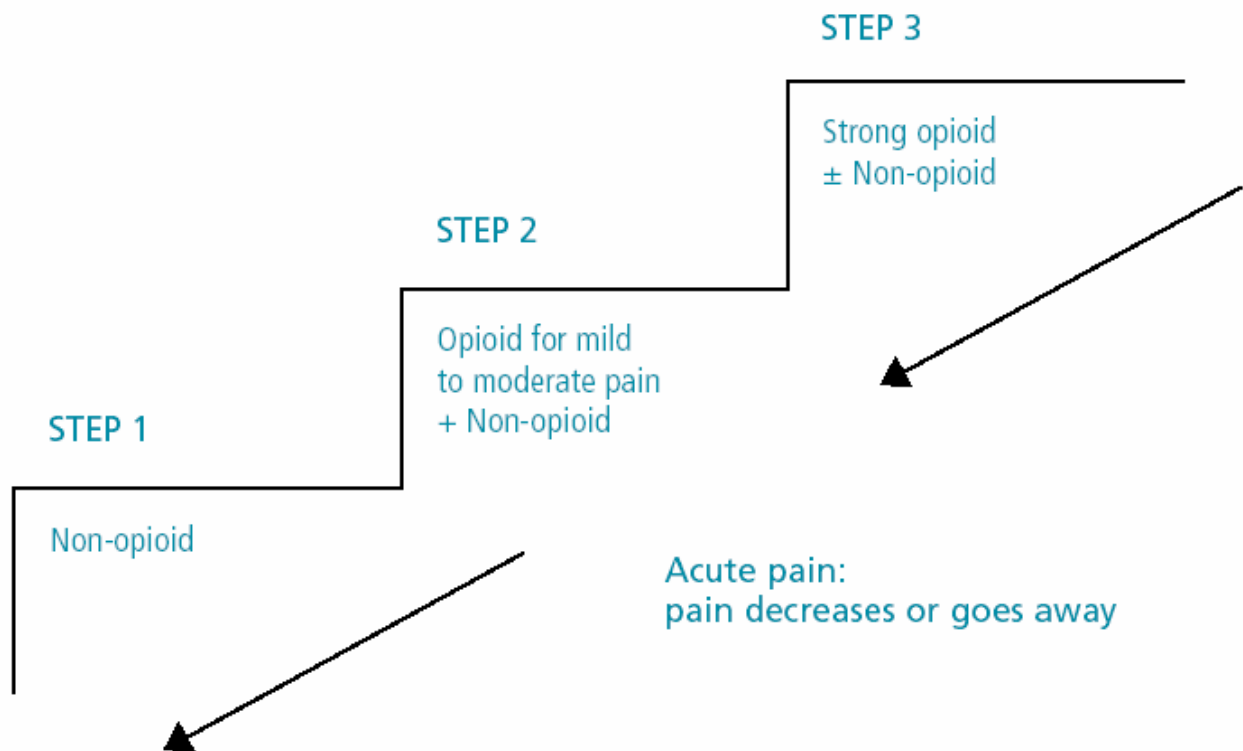 STEP 3
Strong opioid
± Non-opioid
STEP 2
Opioid for mild
to moderate pain
+ Non-opioid
STEP 1
Non-opioid
Acute pain:
pain decreases or goes away